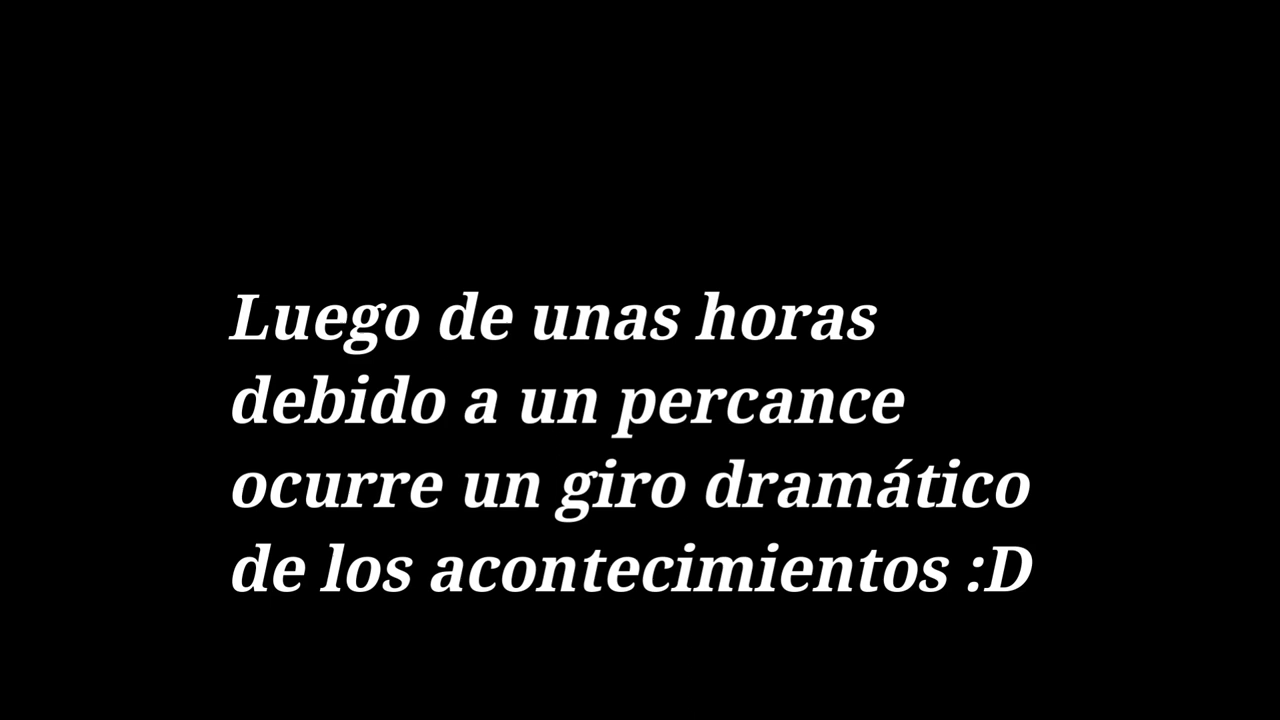 Luego de unas horas
debido a un percance
ocurre un giro dramático
de los acontecimientos :D